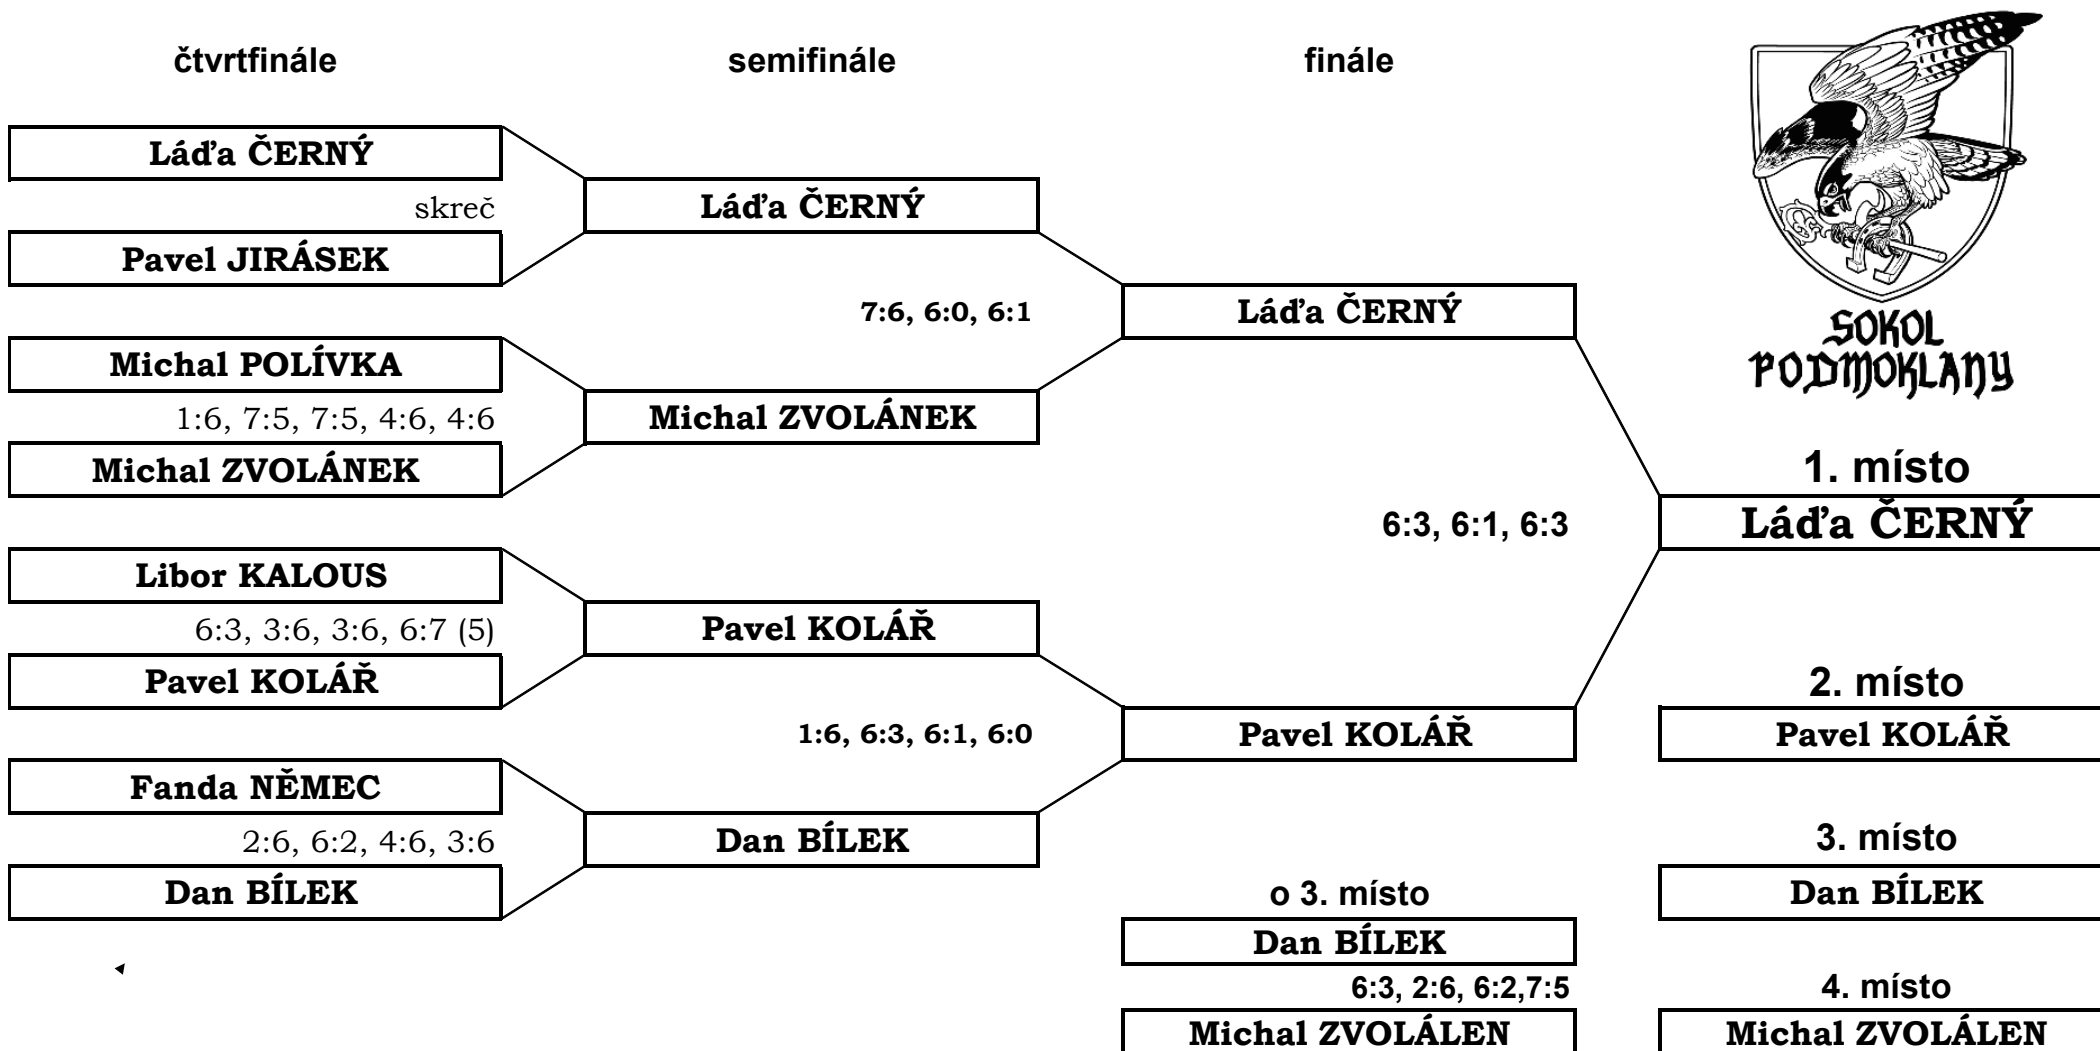 čtvrtfinále
semifinále
finále
Láďa ČERNÝ
skreč
Pavel JIRÁSEK
Láďa ČERNÝ
7:6, 6:0, 6:1
Michal POLÍVKA
1:6, 7:5, 7:5, 4:6, 4:6
Michal ZVOLÁNEK
Michal ZVOLÁNEK
Láďa ČERNÝ
SOKOL
PODMOKLANY
6:3, 6:1, 6:3
1. místo
Láďa ČERNÝ
Libor KALOUS
6:3, 3:6, 3:6, 6:7 (5)
Pavel KOLÁŘ
Pavel KOLÁŘ
1:6, 6:3, 6:1, 6:0
Pavel KOLÁŘ
2. místo
Pavel KOLÁŘ
Fanda NĚMEC
2:6, 6:2, 4:6, 3:6
Dan BÍLEK
Dan BÍLEK
3. místo
Dan BÍLEK
o 3. místo
Dan BÍLEK
6:3, 2:6, 6:2,7:5
Michal ZVOLÁLEN
4. místo
Michal ZVOLÁLEN